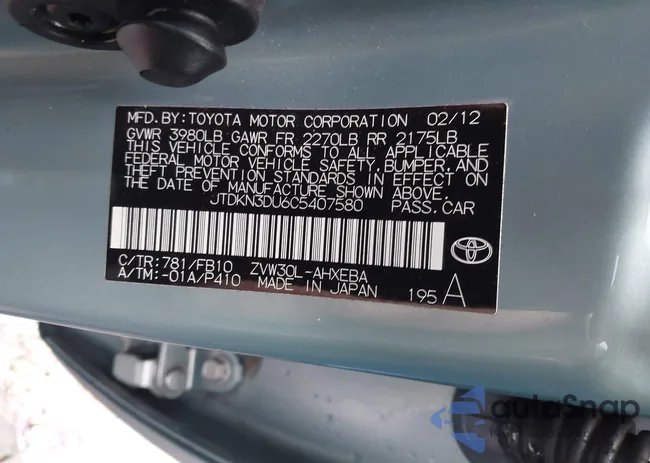 MFD.BY:TOYOTA MOTOR CORPORATION 02/12
GVWR 3980LB GAWR FR 2270LB RR 2175LB
THIS VEHICLE CONFORMS TO ALL APPLICABLE
FEDERAL MOTOR VEHICLE SAFETY, BUMPER, AND
THEFT PREVENTION STANDARDS IN EFFECT ON
THE DATE OF MANUFACTURE SHOWN ABOVE.
JTDKN3DU6C5407580 PASS.CAR
C/TR:781/FB10 ZVW30L-AHXEBA
A/TM:-01A/P410 MADE IN JAPAN 195 A
TOYOTA
autoSnap